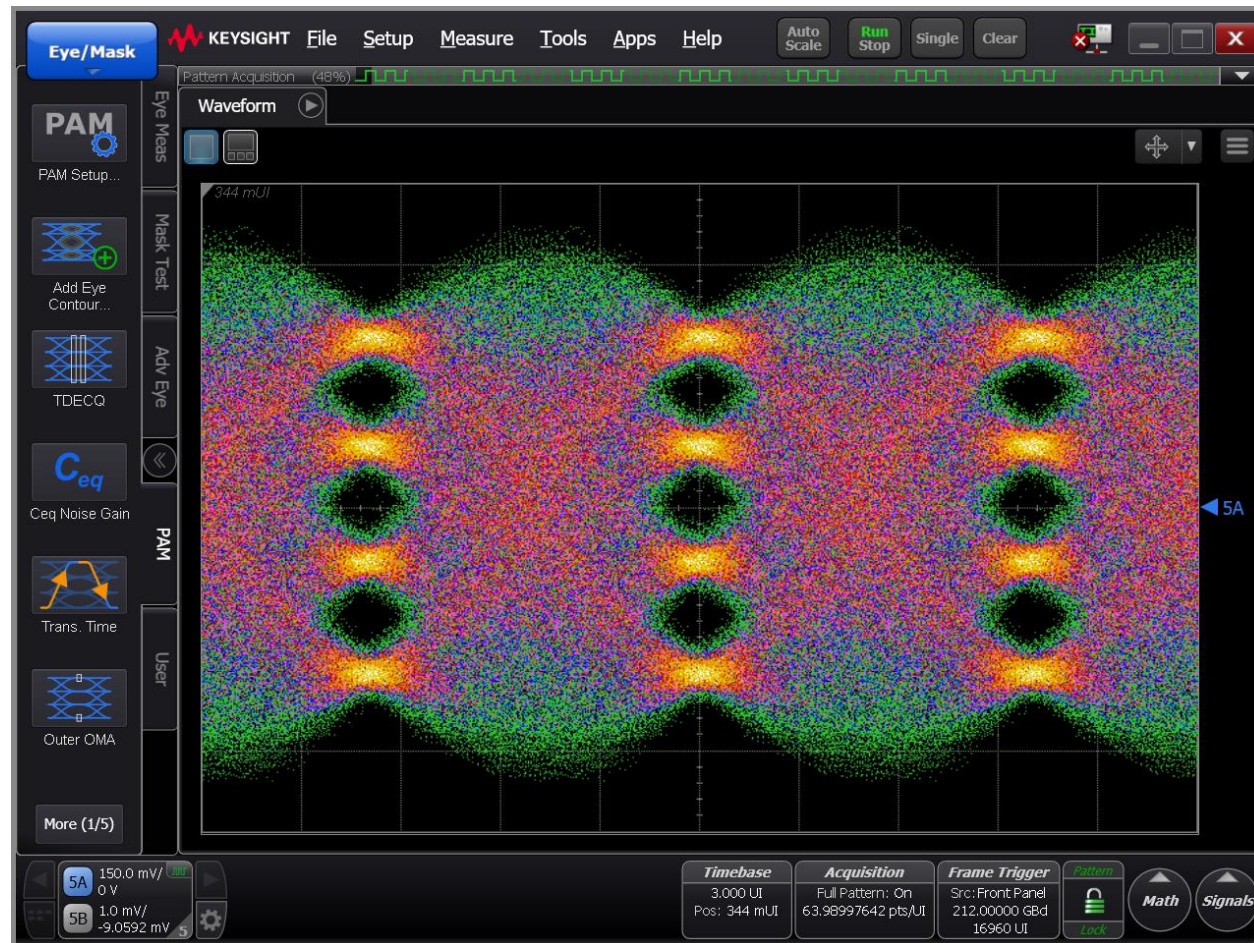 Eye/Mask
KEYSIGHT File Setup Measure Tools Apps Help
Auto Scale
Run Stop
Single
Clear
X
Pattern Acquisition (48%)
Waveform
344 mUI
PAM
PAM Setup...
Add Eye
Contour...
TDECQ
Ceq
Ceq Noise Gain
Trans. Time
Outer OMA
More (1/5)
Eye Meas
Mask Test
Adv Eye
PAM
User
5A
5A 150.0 mV/
0 V
5B 1.0 mV/
-9.0592 mV 5
Timebase
3.000 UI
Pos: 344 mUI
Acquisition
Full Pattern: On
63.98997642 pts/UI
Frame Trigger
Src: Front Panel
212.00000 GBd
16960 UI
Pattern
Lock
Math
Signals